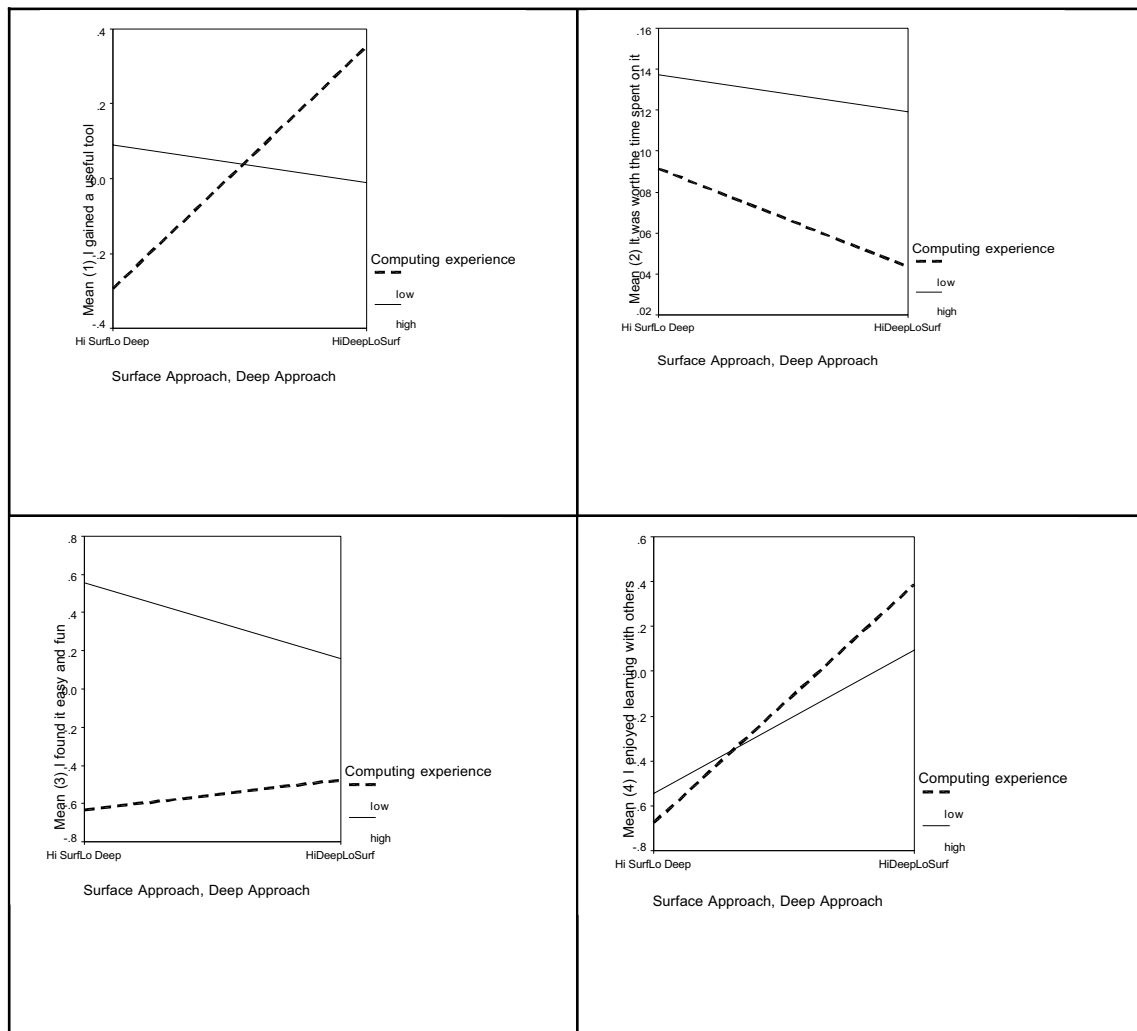 Mean (1) I gained a useful tool
.4
.2
0.0
-.2
-.4
Hi SurfLo Deep
HiDeepLoSurf
Surface Approach, Deep Approach
Computing experience
low
high
Mean (2) It was worth the time spent on it
.16
.14
.12
.10
.08
.06
.04
.02
Hi SurfLo Deep
HiDeepLoSurf
Surface Approach, Deep Approach
Computing experience
low
high
Mean (3) I found it easy and fun
.8
.6
.4
.2
0.0
-.2
-.4
-.6
-.8
Hi SurfLo Deep
HiDeepLoSurf
Surface Approach, Deep Approach
Computing experience
low
high
Mean (4) I enjoyed learning with others
.6
.4
.2
0.0
-.2
-.4
-.6
-.8
Hi SurfLo Deep
HiDeepLoSurf
Surface Approach, Deep Approach
Computing experience
low
high